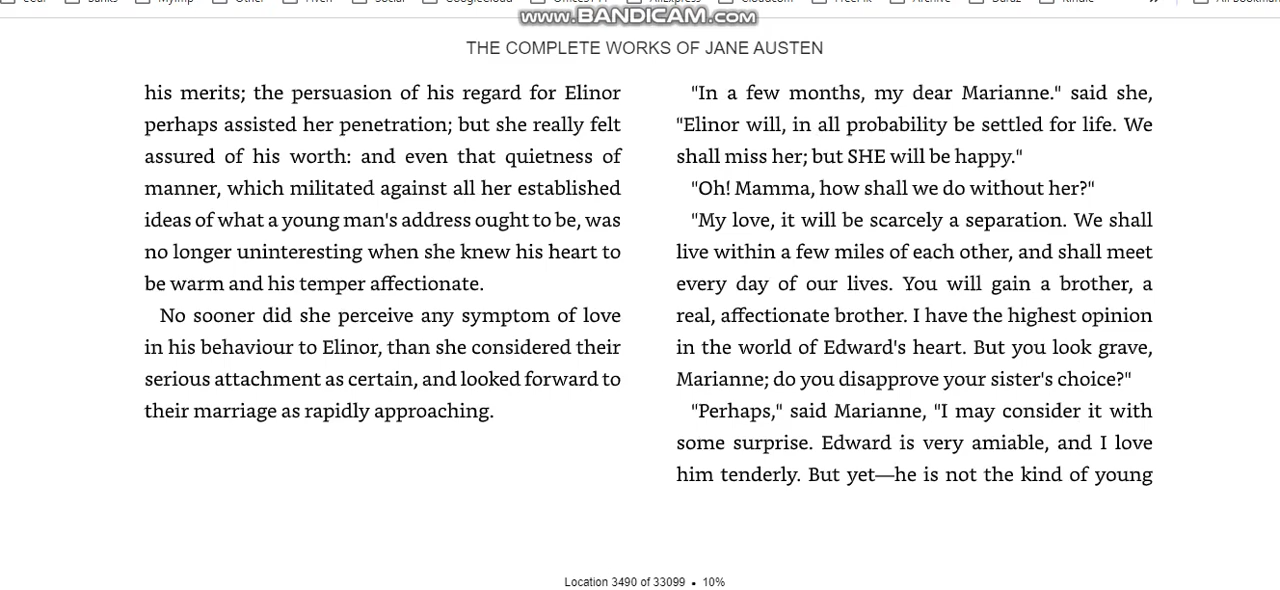 www.BANDICAM.com
THE COMPLETE WORKS OF JANE AUSTEN
his merits; the persuasion of his regard for Elinor
perhaps assisted her penetration; but she really felt
assured of his worth: and even that quietness of
manner, which militated against all her established
ideas of what a young man's address ought to be, was
no longer uninteresting when she knew his heart to
be warm and his temper affectionate.
No sooner did she perceive any symptom of love
in his behaviour to Elinor, than she considered their
serious attachment as certain, and looked forward to
their marriage as rapidly approaching.
"In a few months, my dear Marianne." said she,
"Elinor will, in all probability be settled for life. We
shall miss her; but SHE will be happy."
"Oh! Mamma, how shall we do without her?"
"My love, it will be scarcely a separation. We shall
live within a few miles of each other, and shall meet
every day of our lives. You will gain a brother, a
real, affectionate brother. I have the highest opinion
in the world of Edward's heart. But you look grave,
Marianne; do you disapprove your sister's choice?"
"Perhaps," said Marianne, "I may consider it with
some surprise. Edward is very amiable, and I love
him tenderly. But yet—he is not the kind of young
Location 3490 of 33099 • 10%